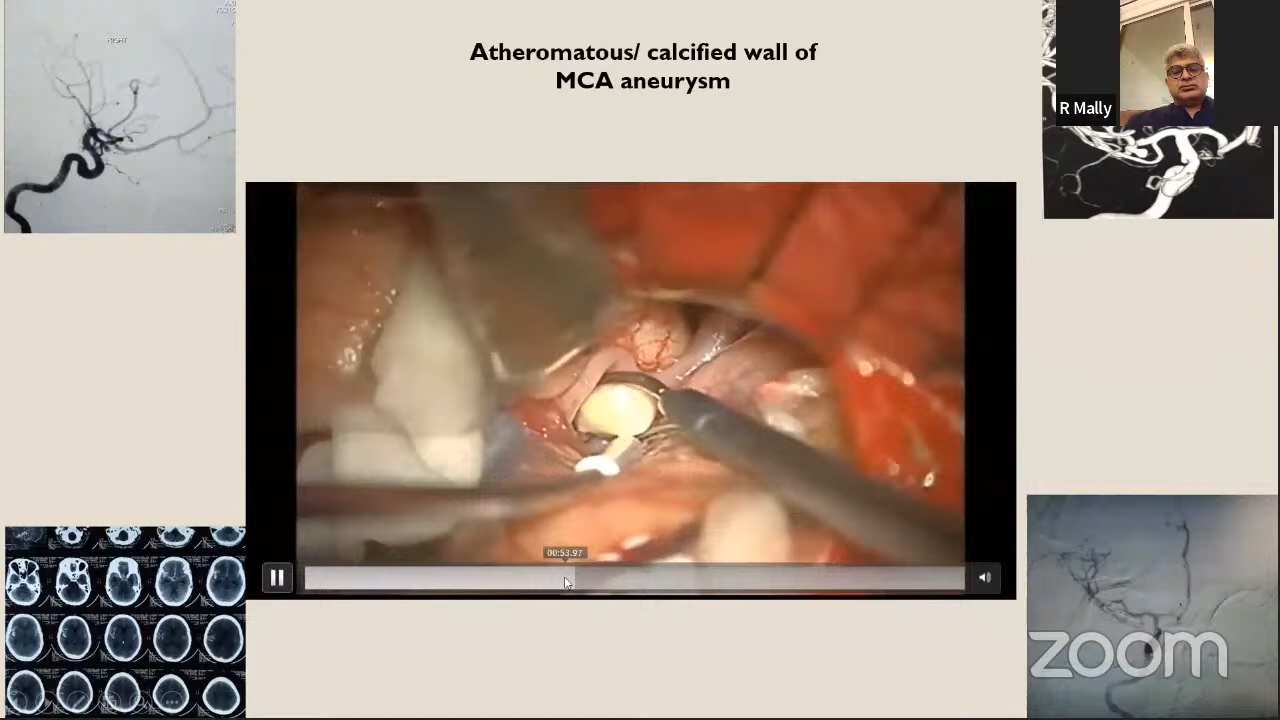 RIGHT
Atheromatous/ calcified wall of
MCA aneurysm
R Mally
00:53.97
zoom